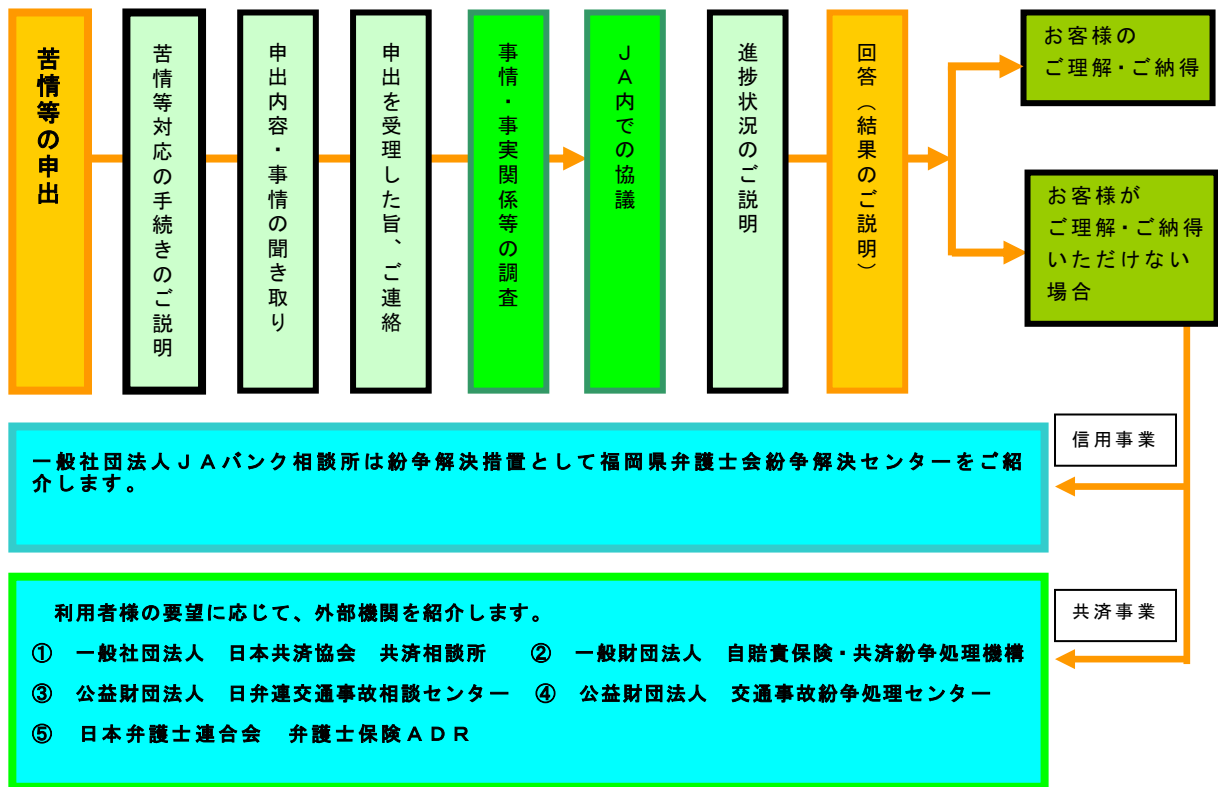 苦情等の申出
苦情等対応の手続きのご説明
申出内容・事情の聞き取り
申出を受理した旨、ご連絡
事情・事実関係等の調査
ＪＡ内での協議
進捗状況のご説明
回答（結果のご説明）
お客様の
ご理解・ご納得
お客様が
ご理解・ご納得
いただけない
場合
信用事業
一般社団法人ＪＡバンク相談所は紛争解決措置として福岡県弁護士会紛争解決センターをご紹
介します。
共済事業
利用者様の要望に応じて、外部機関を紹介します。
①　一般社団法人　日本共済協会　共済相談所　　②　一般財団法人　自賠責保険・共済紛争処理機構
③　公益財団法人　日弁連交通事故相談センター　④　公益財団法人　交通事故紛争処理センター
⑤　日本弁護士連合会　弁護士保険ＡＤＲ